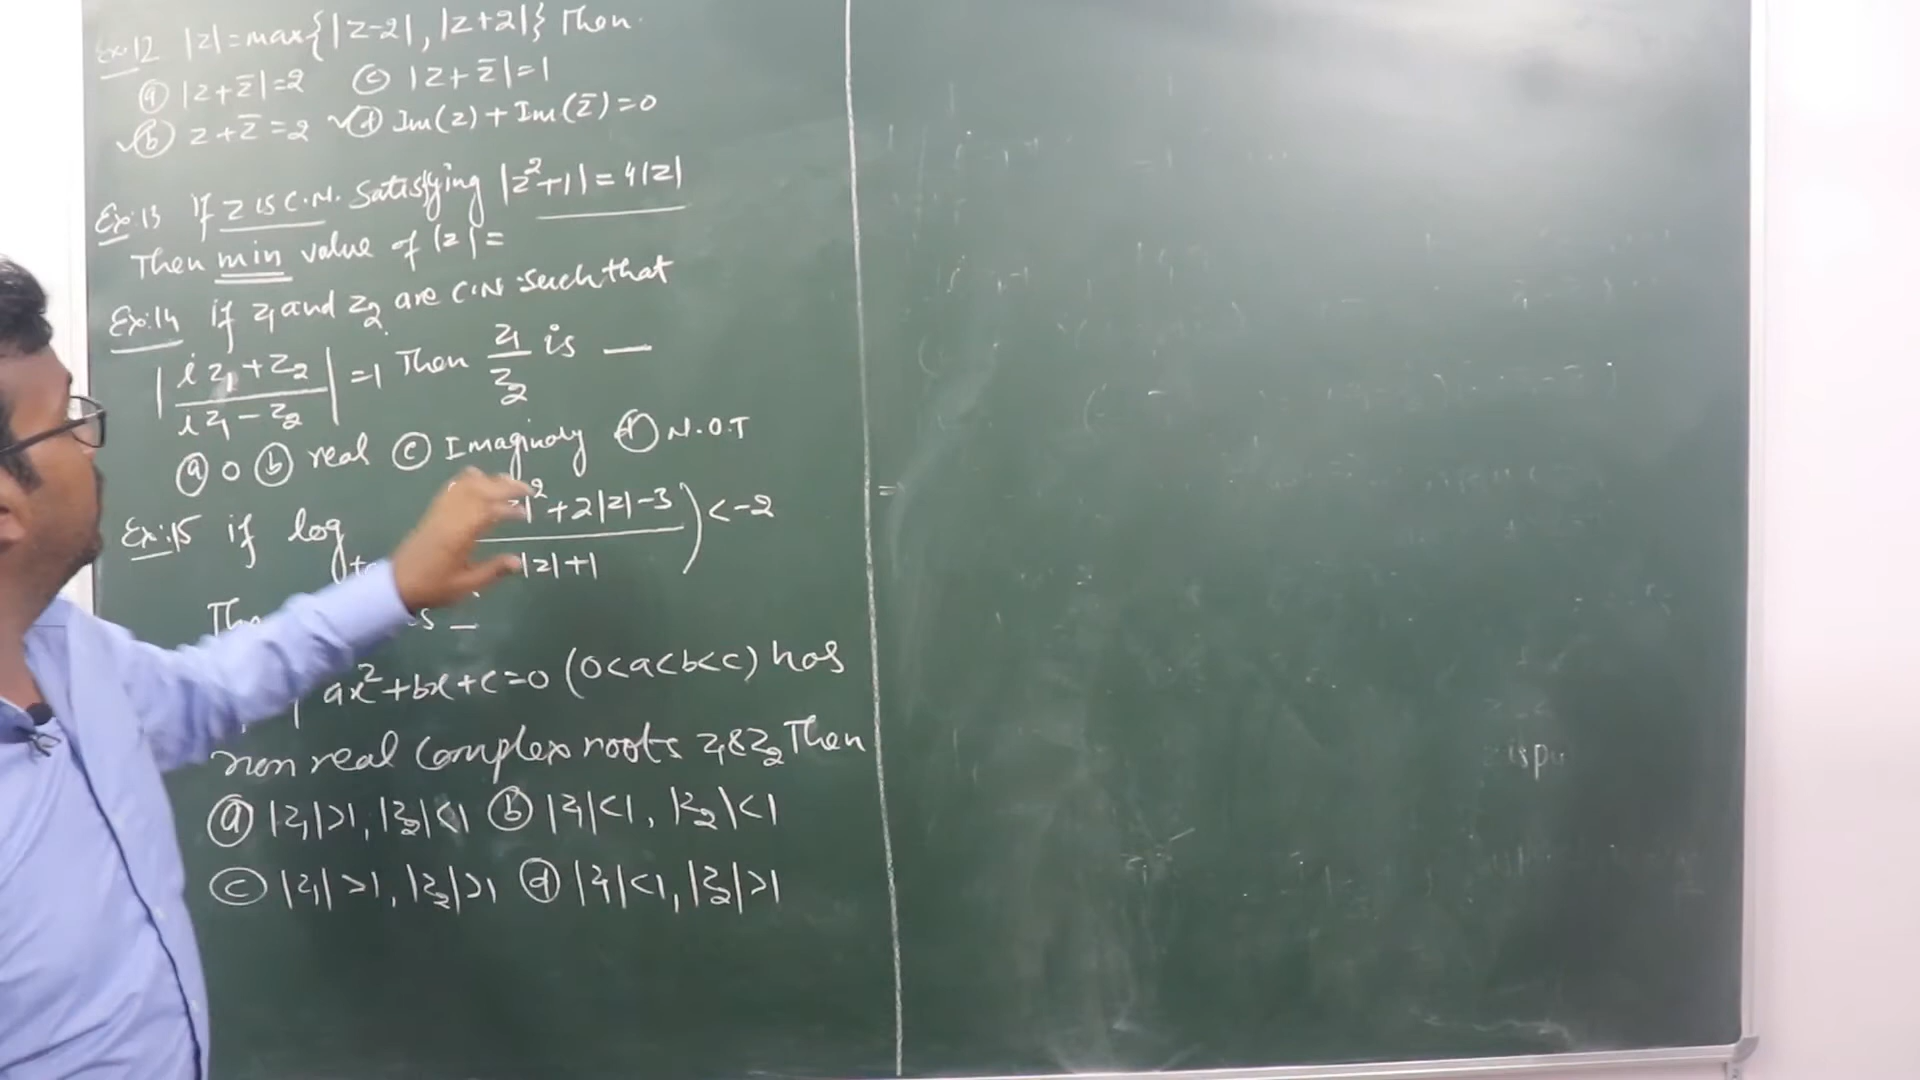 Ex:12 |z|=max{|z-2|, |z+2|} Then
ⓐ |z+z̄|=2 ⓒ |z+z̄|=1
✓ⓑ z+z̄=2 ✓ⓓ Im(z)+Im(z̄)=0
Ex:13 If z is C.N. satisfying |z²+1|=4|z|
Then min value of |z|=
Ex:14 if z₁ and z₂ are C.N such that
|(iz₁+z₂)/(iz₁-z₂)|=1 Then z₁/z₂ is —
ⓐ 0 ⓑ real ⓒ Imaginary ⓓ N.O.T
Ex:15 if log |²+2|z|-3 / |z|+1 ) <-2
ax²+bx+c=0 (0<a<b<c) has
non real complex roots z₁&z₂ Then
ⓐ |z₁|>1, |z₂|<1 ⓑ |z₁|<1, |z₂|<1
ⓒ |z₁|>1, |z₂|>1 ⓓ |z₁|<1, |z₂|>1
=